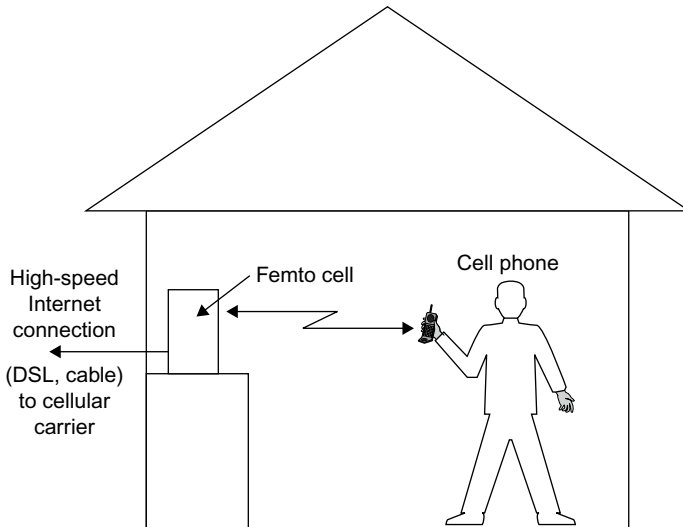 High-speed
Internet
connection
(DSL, cable)
to cellular
carrier
Femto cell
Cell phone